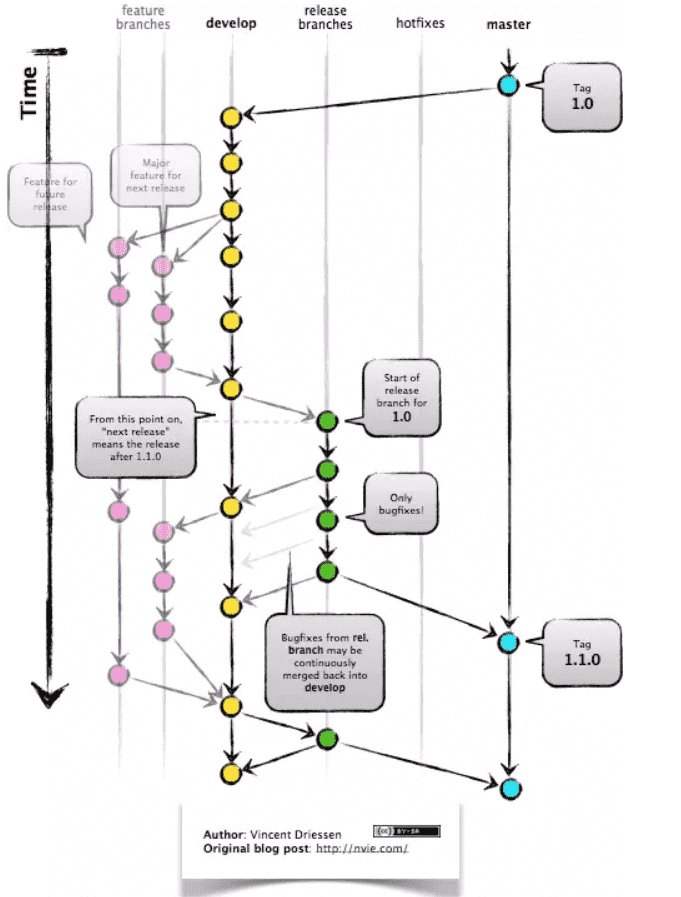 feature
branches
develop
release
branches
hotfixes
master
Time
Tag
1.0
Feature for
future
release
Major
feature for
next release
Start of
release
branch for
1.0
From this point on,
"next release"
means the release
after 1.1.0
Only
bugfixes!
Bugfixes from rel.
branch may be
continuously
merged back into
develop
Tag
1.1.0
Author: Vincent Driessen
Original blog post: http://nvie.com/
(cc) BY-SA